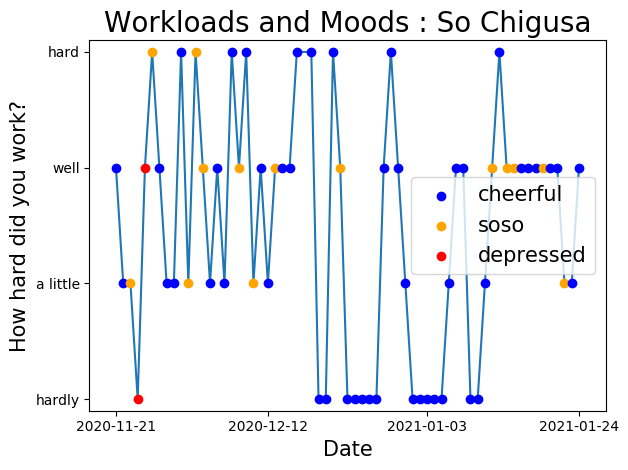 Workloads and Moods : So Chigusa
How hard did you work?
hard
well
a little
hardly
cheerful
soso
depressed
2020-11-21
2020-12-12
2021-01-03
2021-01-24
Date